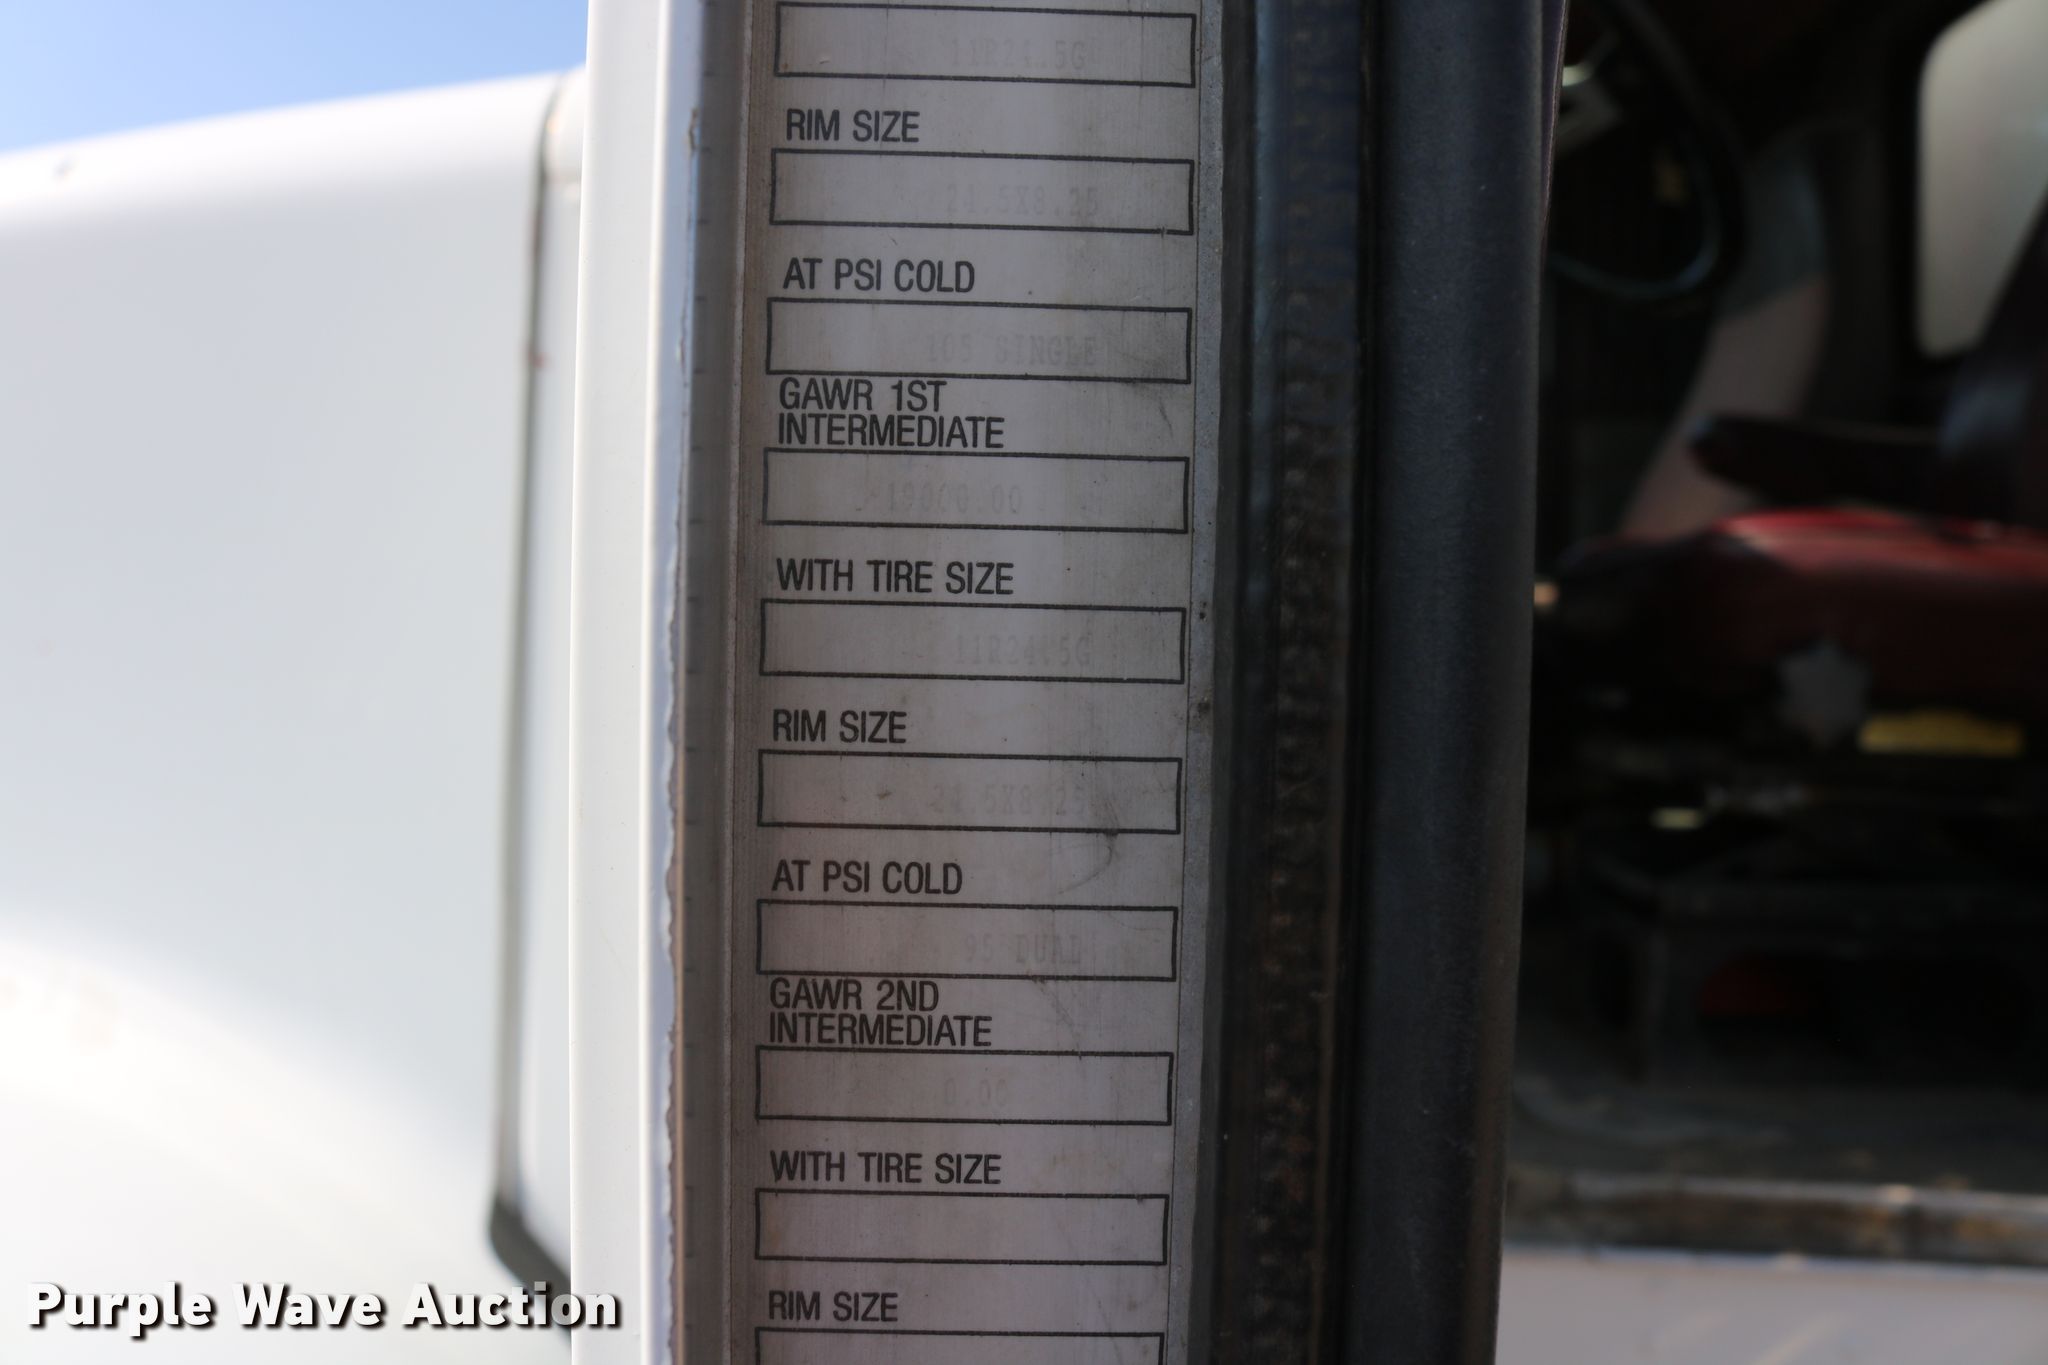 11R24.5G
RIM SIZE
24.5X8.25
AT PSI COLD
105 SINGLE
GAWR 1ST
INTERMEDIATE
19000.00
WITH TIRE SIZE
11R24.5G
RIM SIZE
24.5X8.25
AT PSI COLD
95 DUAL
GAWR 2ND
INTERMEDIATE
0.00
WITH TIRE SIZE
RIM SIZE
Purple Wave Auction